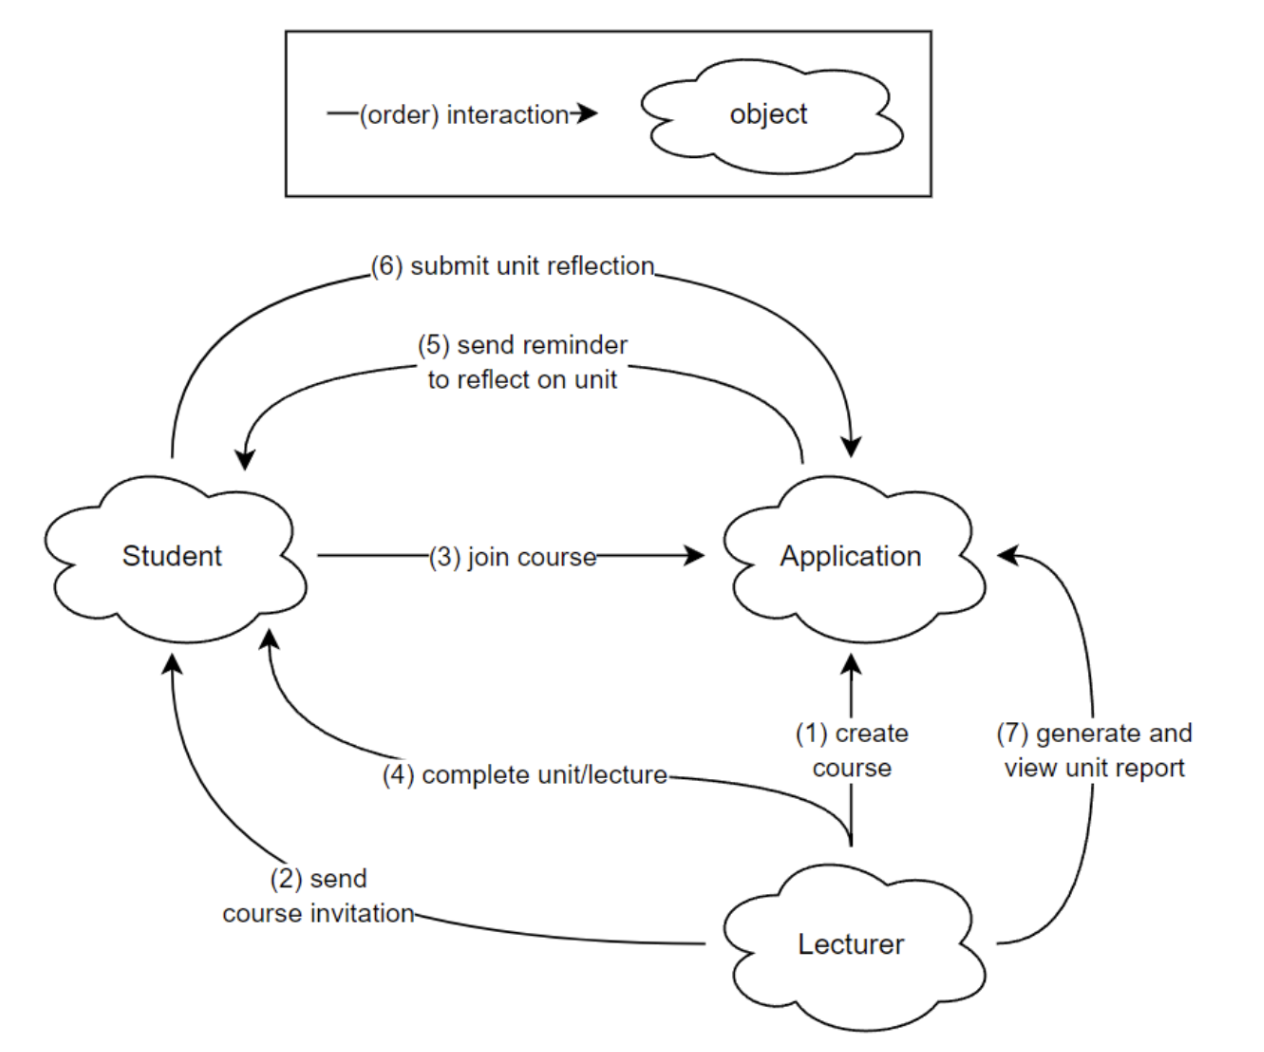 (order) interaction
object
(6) submit unit reflection
(5) send reminder
to reflect on unit
Student
(3) join course
Application
(1) create
course
(7) generate and
view unit report
(4) complete unit/lecture
(2) send
course invitation
Lecturer